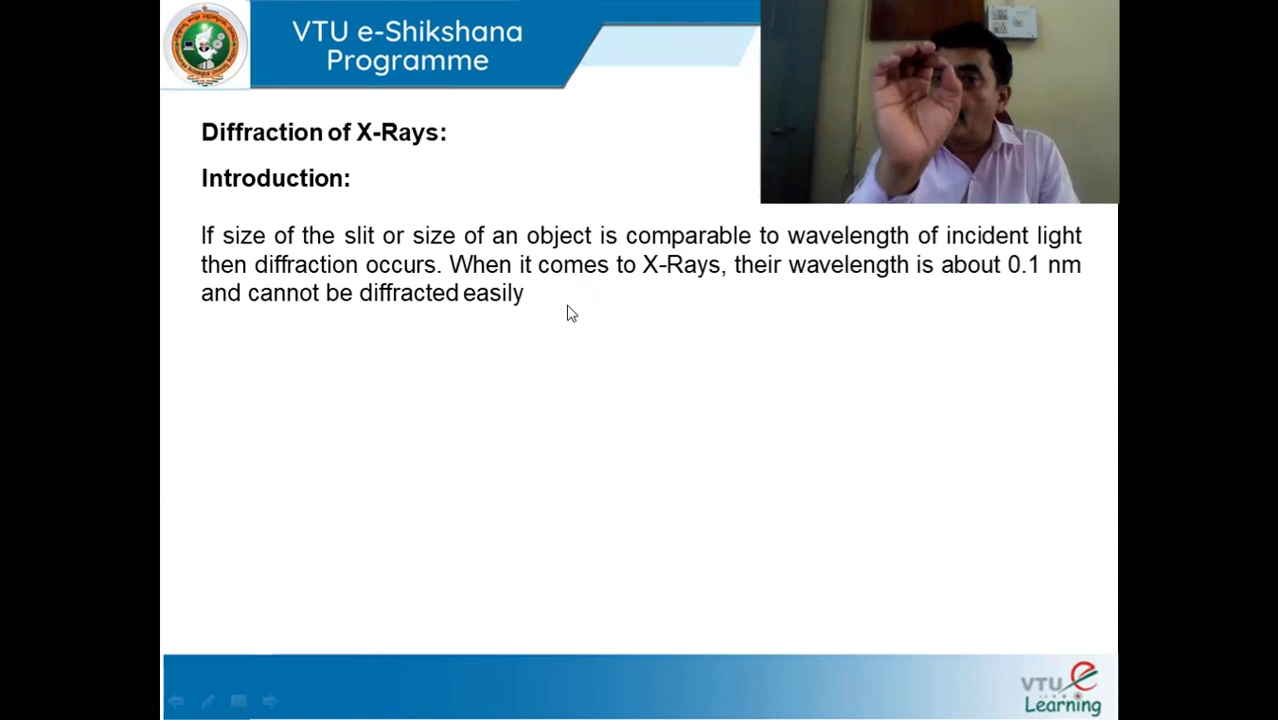 VTU e-Shikshana
Programme
Diffraction of X-Rays:
Introduction:
If size of the slit or size of an object is comparable to wavelength of incident light
then diffraction occurs. When it comes to X-Rays, their wavelength is about 0.1 nm
and cannot be diffracted easily
VTU e
Learning